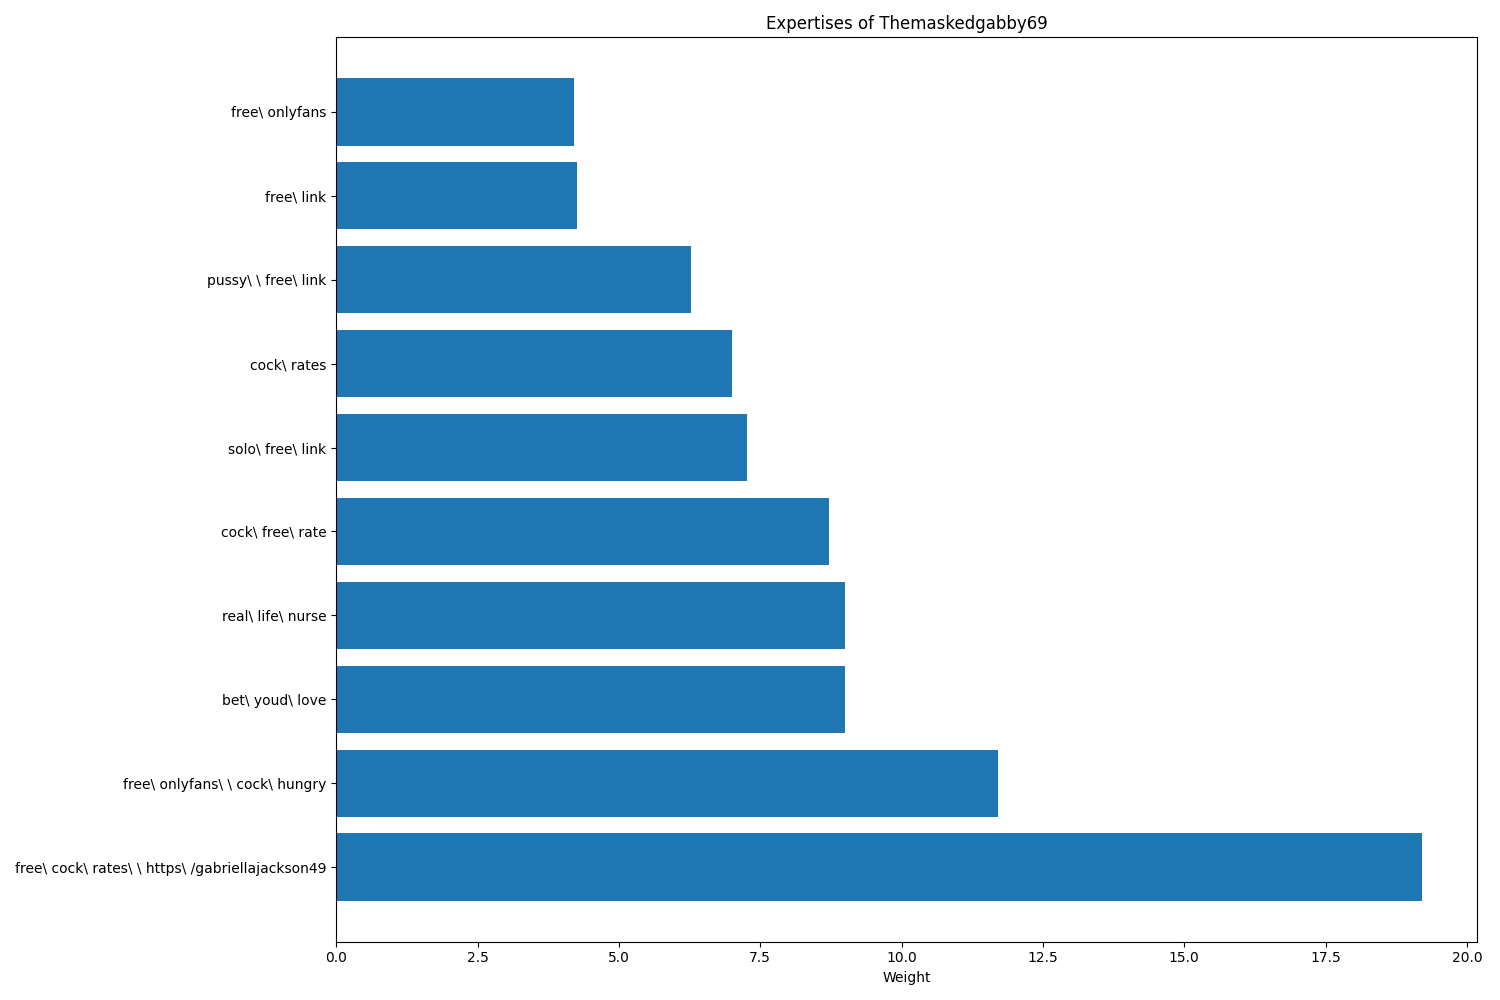 Expertises of Themaskedgabby69
free\ onlyfans
free\ link
pussy\ \ free\ link
cock\ rates
solo\ free\ link
cock\ free\ rate
real\ life\ nurse
bet\ youd\ love
free\ onlyfans\ \ cock\ hungry
free\ cock\ rates\ \ https\ /gabriellajackson49
0.0 2.5 5.0 7.5 10.0 12.5 15.0 17.5 20.0
Weight